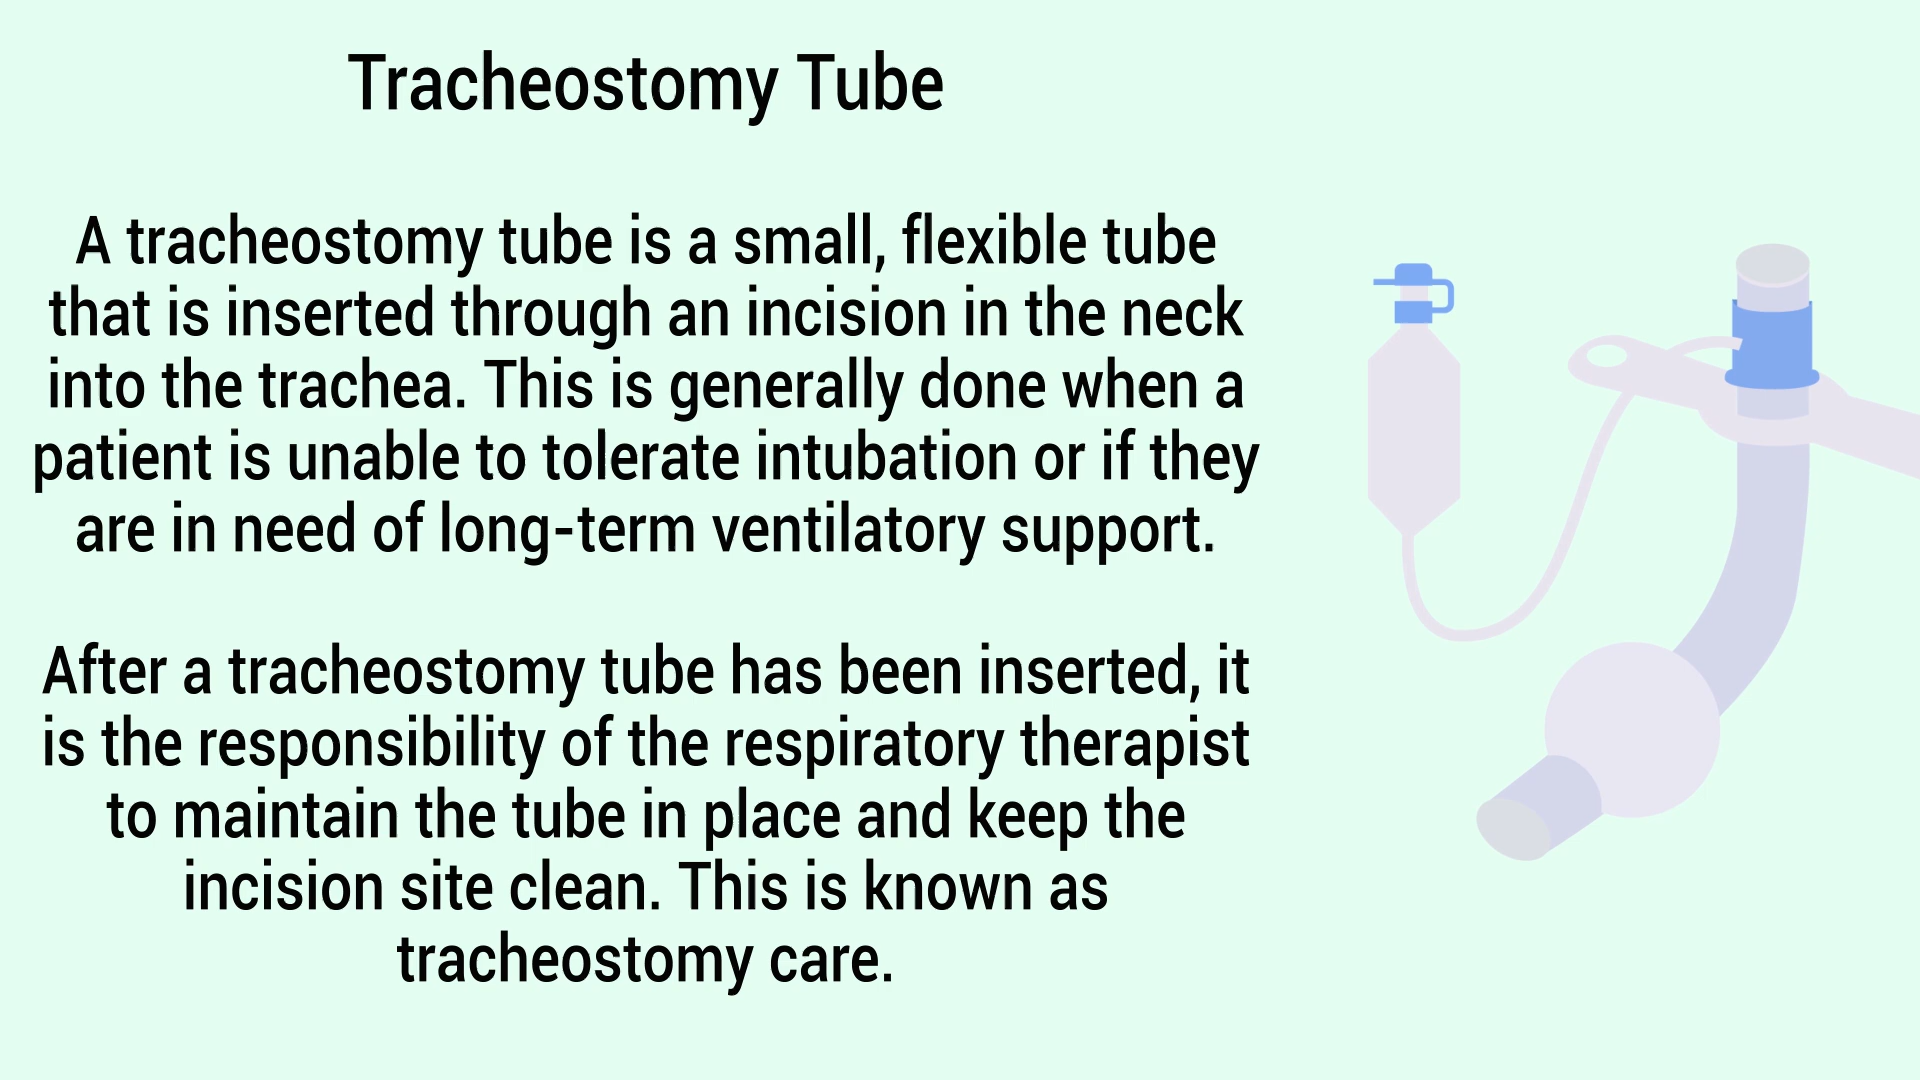 Tracheostomy Tube
A tracheostomy tube is a small, flexible tube
that is inserted through an incision in the neck
into the trachea. This is generally done when a
patient is unable to tolerate intubation or if they
are in need of long-term ventilatory support.
After a tracheostomy tube has been inserted, it
is the responsibility of the respiratory therapist
to maintain the tube in place and keep the
incision site clean. This is known as
tracheostomy care.